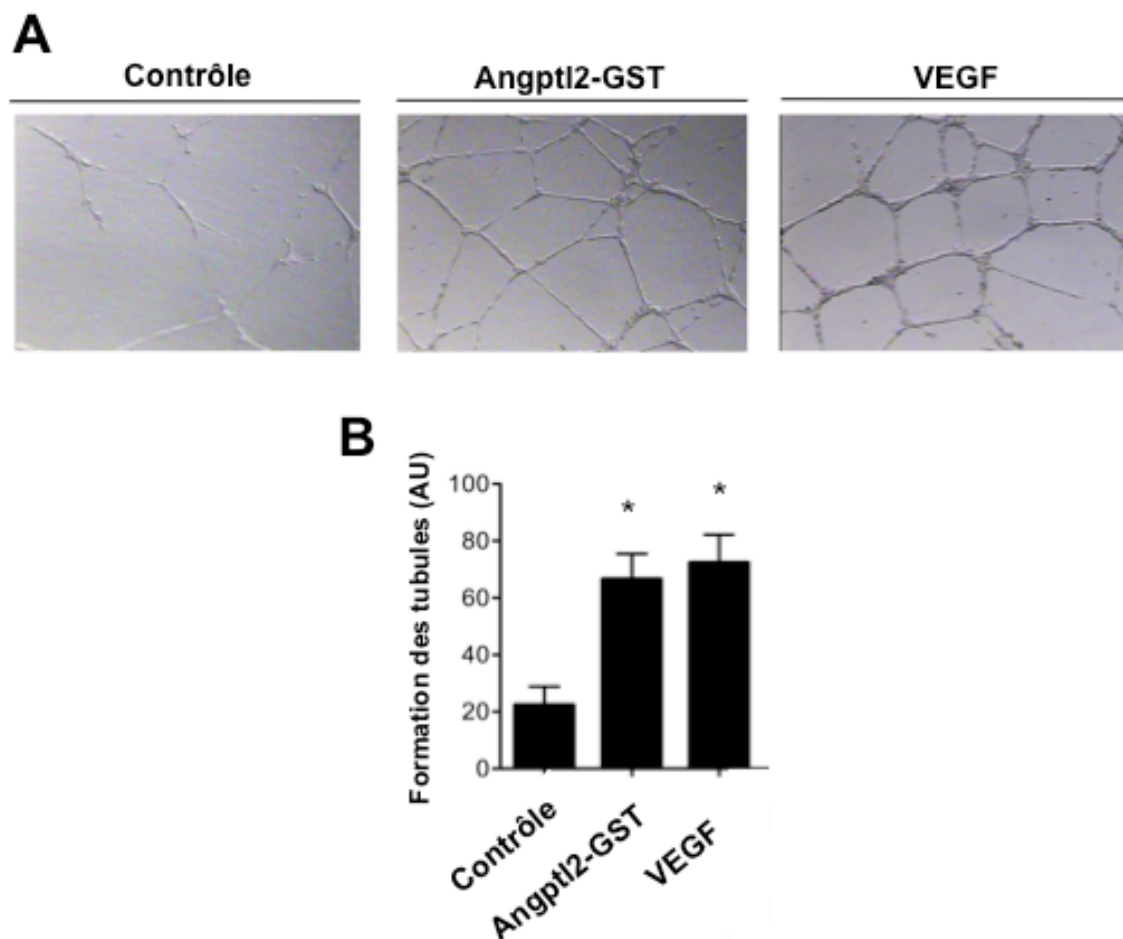 A
Contrôle
Angptl2-GST
VEGF
B
Formation des tubules (AU)
100
80
60
40
20
0
*
*
Contrôle
Angptl2-GST
VEGF